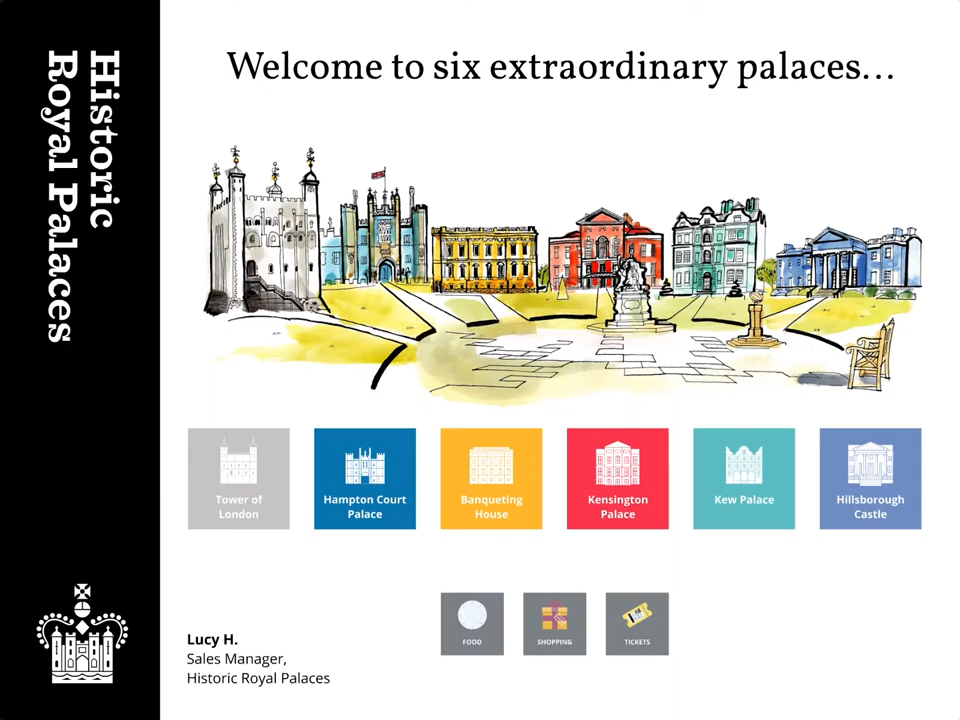 Historic
Royal Palaces
Welcome to six extraordinary palaces...
Tower of
London
Hampton Court
Palace
Banqueting
House
Kensington
Palace
Kew Palace
Hillsborough
Castle
FOOD
SHOPPING
TICKETS
Lucy H.
Sales Manager,
Historic Royal Palaces